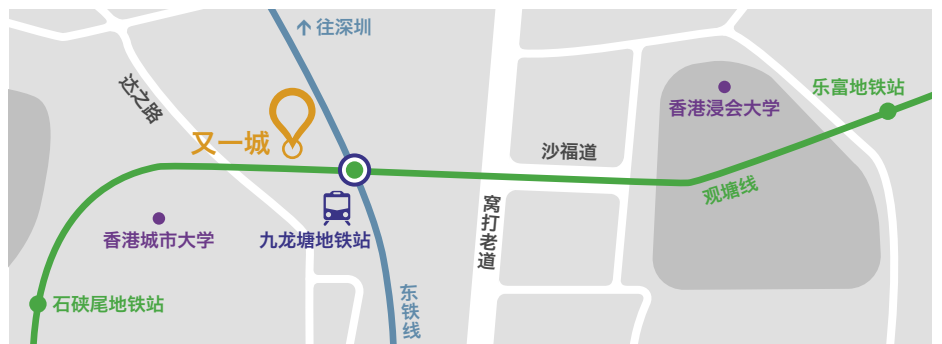 往深圳
达之路
乐富地铁站
香港浸会大学
又一城
沙福道
观塘线
窝打老道
香港城市大学
九龙塘地铁站
石硖尾地铁站
东铁线